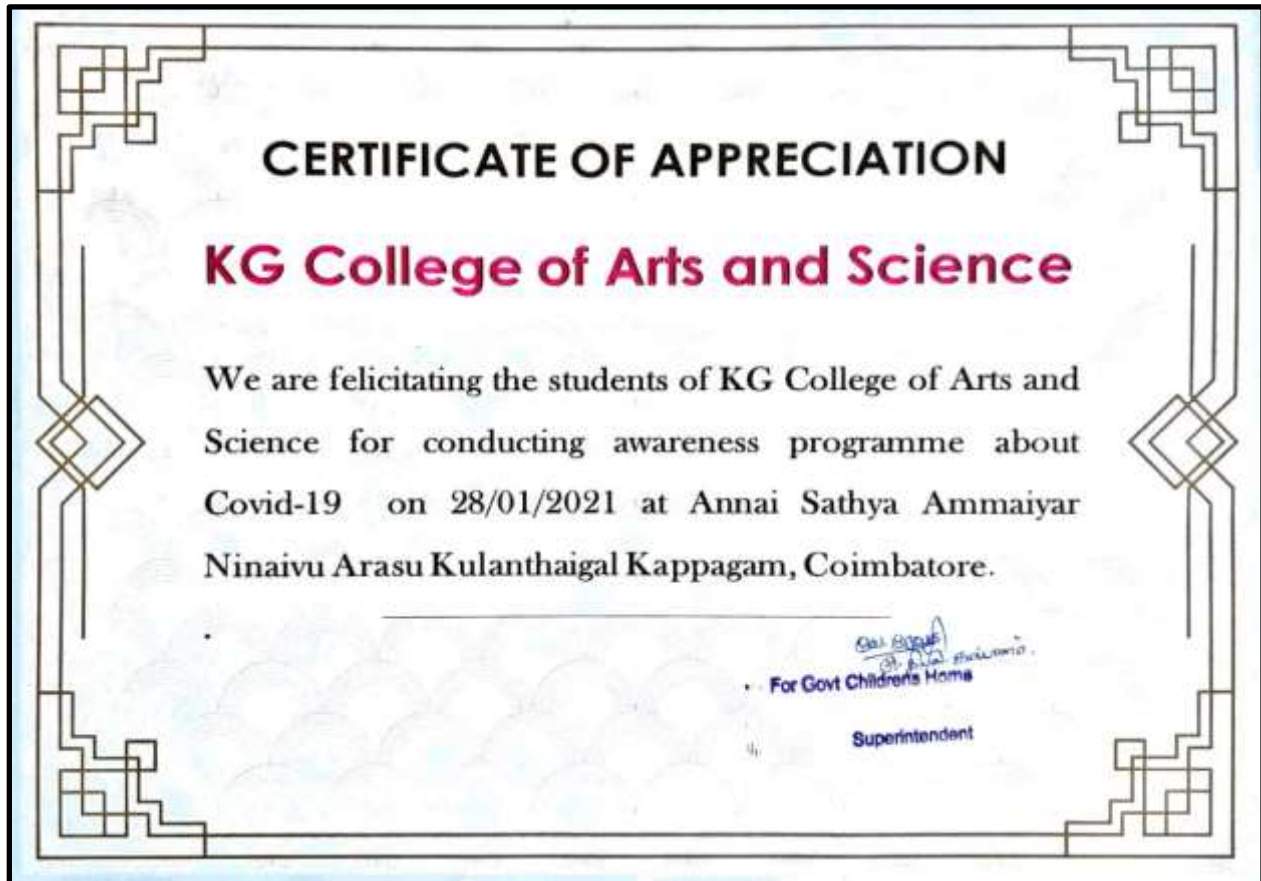 CERTIFICATE OF APPRECIATION
KG College of Arts and Science
We are felicitating the students of KG College of Arts and
Science for conducting awareness programme about
Covid-19 on 28/01/2021 at Annai Sathya Ammaiyar
Ninaivu Arasu Kulanthaigal Kappagam, Coimbatore.
.
For Govt Childrens Home
Superintendent